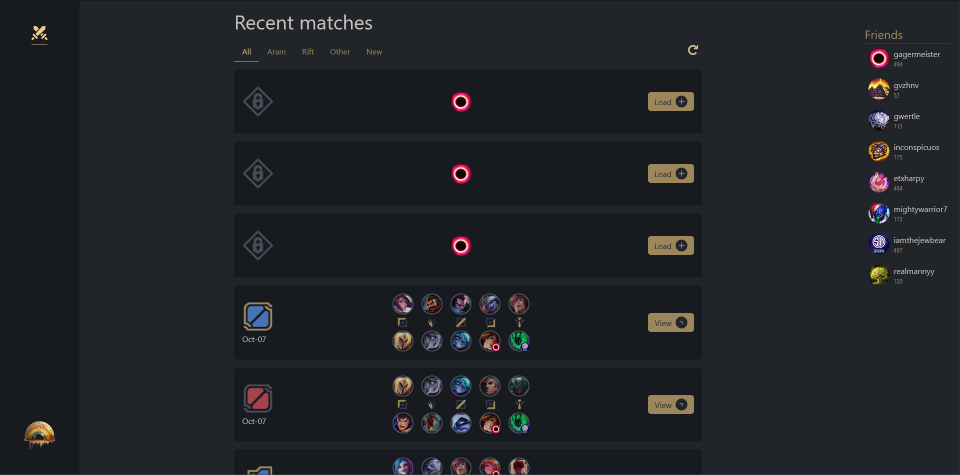 Recent matches
All Aram Rift Other New
Load
Load
Load
Oct-07
View
Oct-07
View
Friends
gagermeister
494
gvzhnv
52
gwertle
113
inconspicuos
175
etxharpy
484
mightywarrior7
173
iamthejewbear
497
realmannyy
120